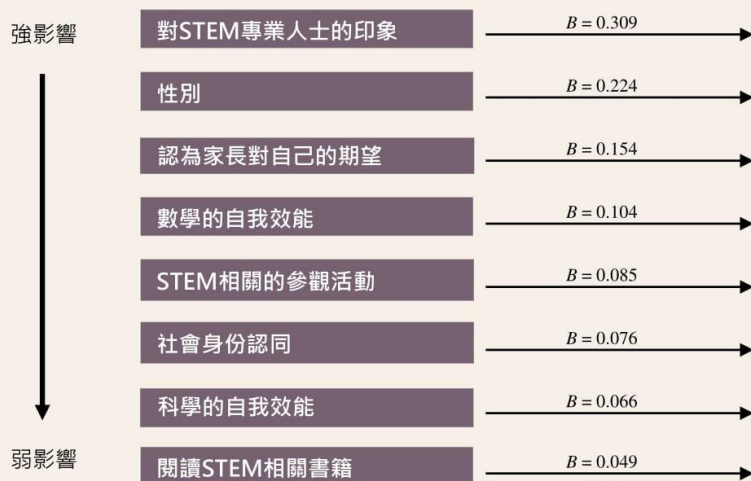 強影響
對STEM專業人士的印象
B = 0.309
性別
B = 0.224
認為家長對自己的期望
B = 0.154
數學的自我效能
B = 0.104
STEM相關的參觀活動
B = 0.085
社會身份認同
B = 0.076
科學的自我效能
B = 0.066
弱影響
閱讀STEM相關書籍
B = 0.049